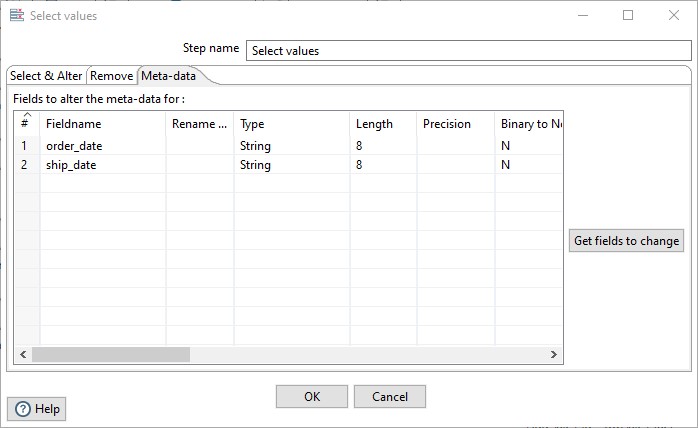 Select values
Step name Select values
Select & Alter Remove Meta-data
Fields to alter the meta-data for :
# Fieldname Rename ... Type Length Precision Binary to No
1 order_date String 8 N
2 ship_date String 8 N
Get fields to change
OK Cancel
Help